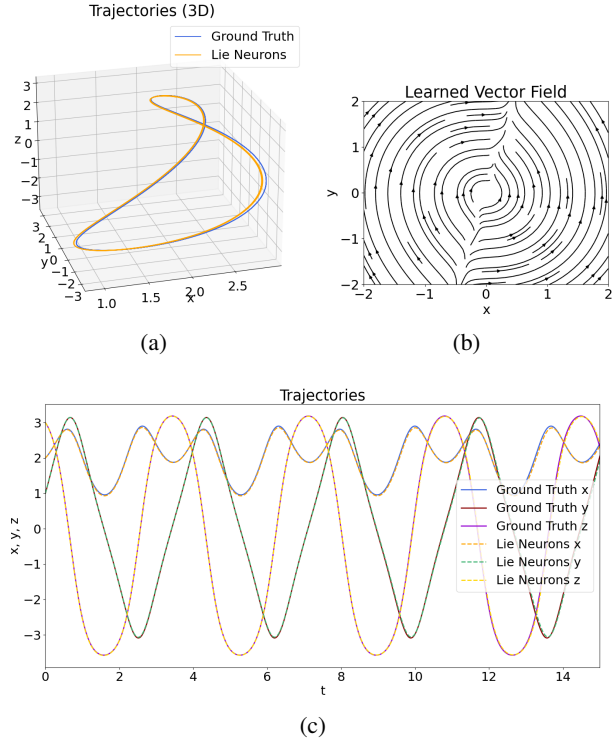 Trajectories (3D)
Ground Truth
Lie Neurons
3
2
1
z 0
−1
−2
−3
3
2
1
y 0
−1
−2
−3
1.0
1.5
2.0
2.5
x
(a)
Learned Vector Field
2
1
y 0
−1
−2
−2 −1 0 1 2
x
(b)
Trajectories
3
2
1
0
−1
−2
−3
x, y, z
0 2 4 6 8 10 12 14
t
Ground Truth x
Ground Truth y
Ground Truth z
Lie Neurons x
Lie Neurons y
Lie Neurons z
(c)